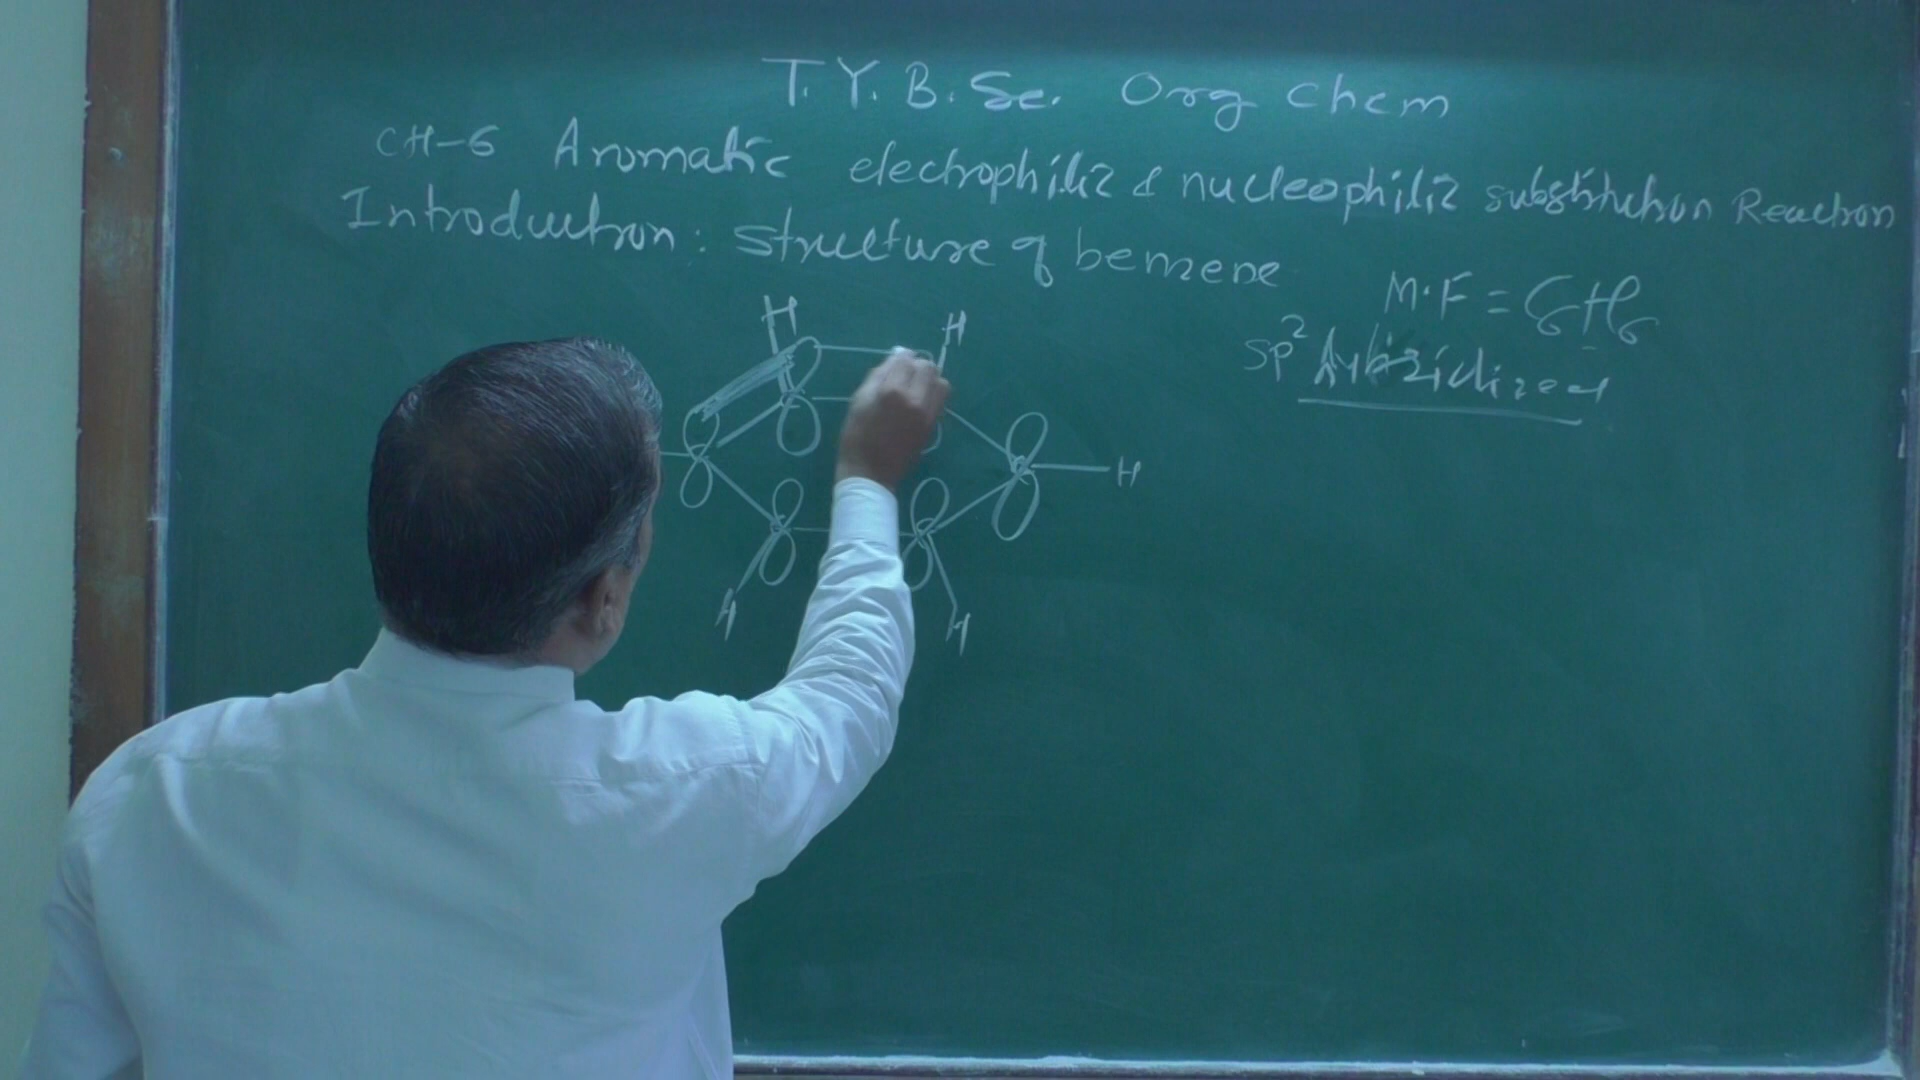 T.Y. B.Sc. Org Chem
CH-6 Aromatic electrophilic & nucleophilic substitution Reaction
Introduction: Structure of benzene
M.F = C6H6
sp² hybridized
H
H
H
H
H